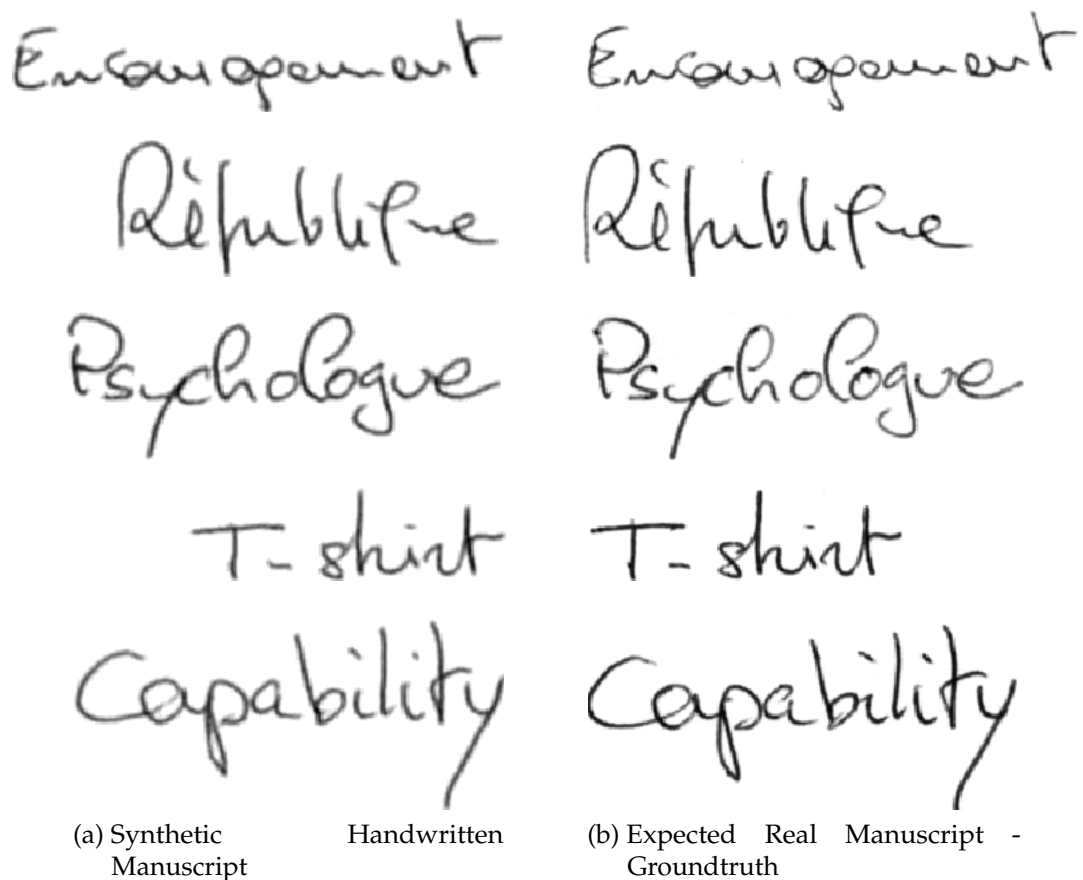 Encouragement Encouragement
République République
Psychologue Psychologue
T-shirt T-shirt
Capability Capability
(a) Synthetic Handwritten
Manuscript
(b) Expected Real Manuscript -
Groundtruth